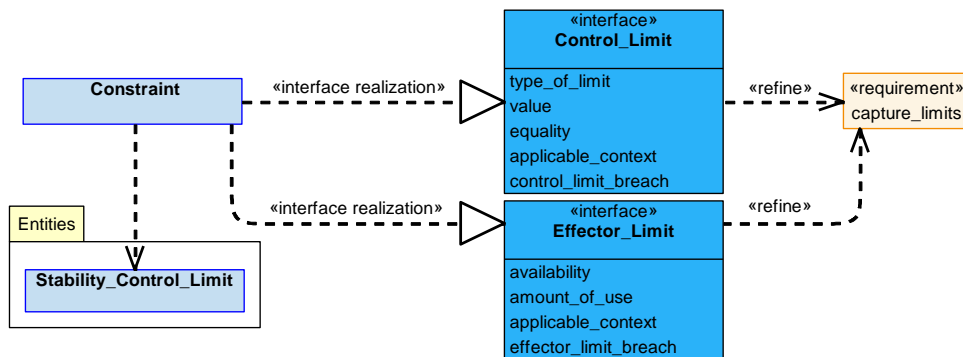 «interface»
Control_Limit
type_of_limit
value
equality
applicable_context
control_limit_breach
Constraint
«interface realization»
«refine»
«requirement»
capture_limits
«interface realization»
«interface»
Effector_Limit
«refine»
availability
amount_of_use
applicable_context
effector_limit_breach
Entities
Stability_Control_Limit